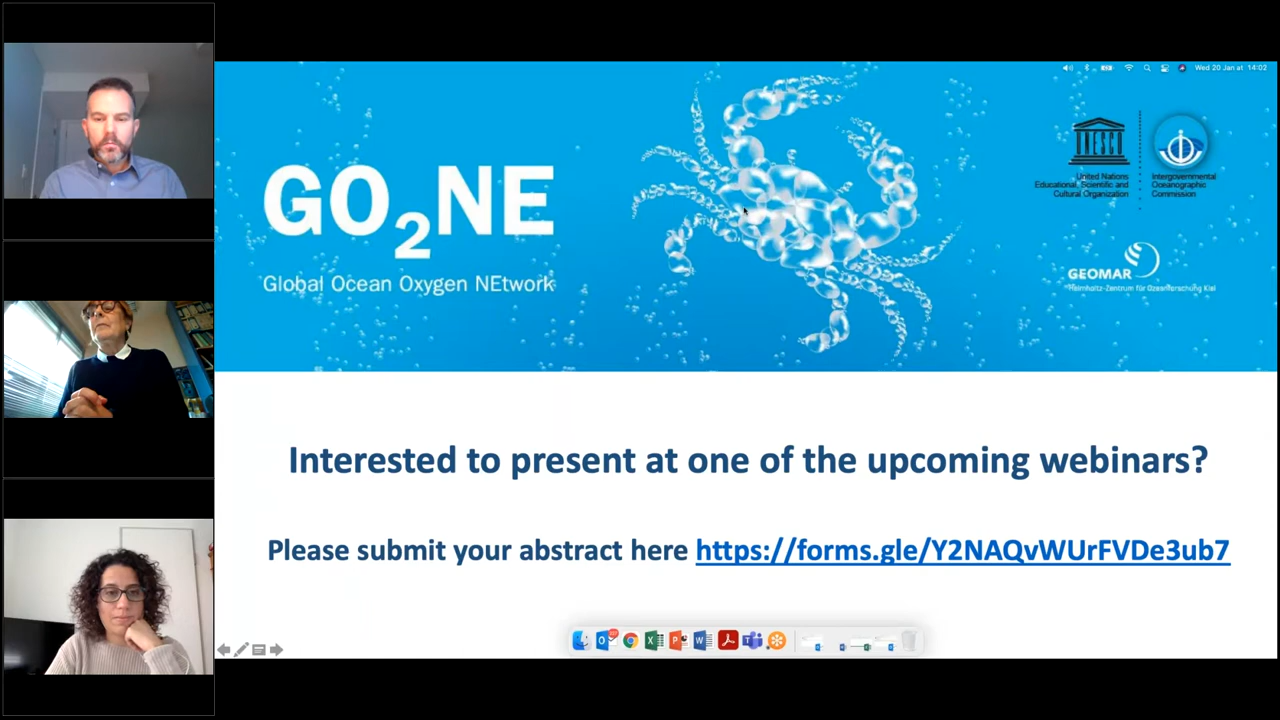 Wed 20 Jan at 14:02
GO₂NE
Global Ocean Oxygen NEtwork
UNESCO
United Nations
Educational, Scientific and
Cultural Organization
Intergovernmental
Oceanographic
Commission
GEOMAR
Helmholtz-Zentrum für Ozeanforschung Kiel
Interested to present at one of the upcoming webinars?
Please submit your abstract here https://forms.gle/Y2NAQvWUrFVDe3ub7